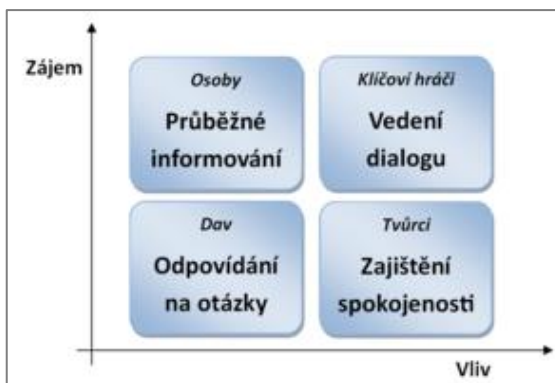 Zájem
Osoby
Průběžné
informování
Klíčoví hráči
Vedení
dialogu
Dav
Odpovídání
na otázky
Tvůrci
Zajištění
spokojenosti
Vliv